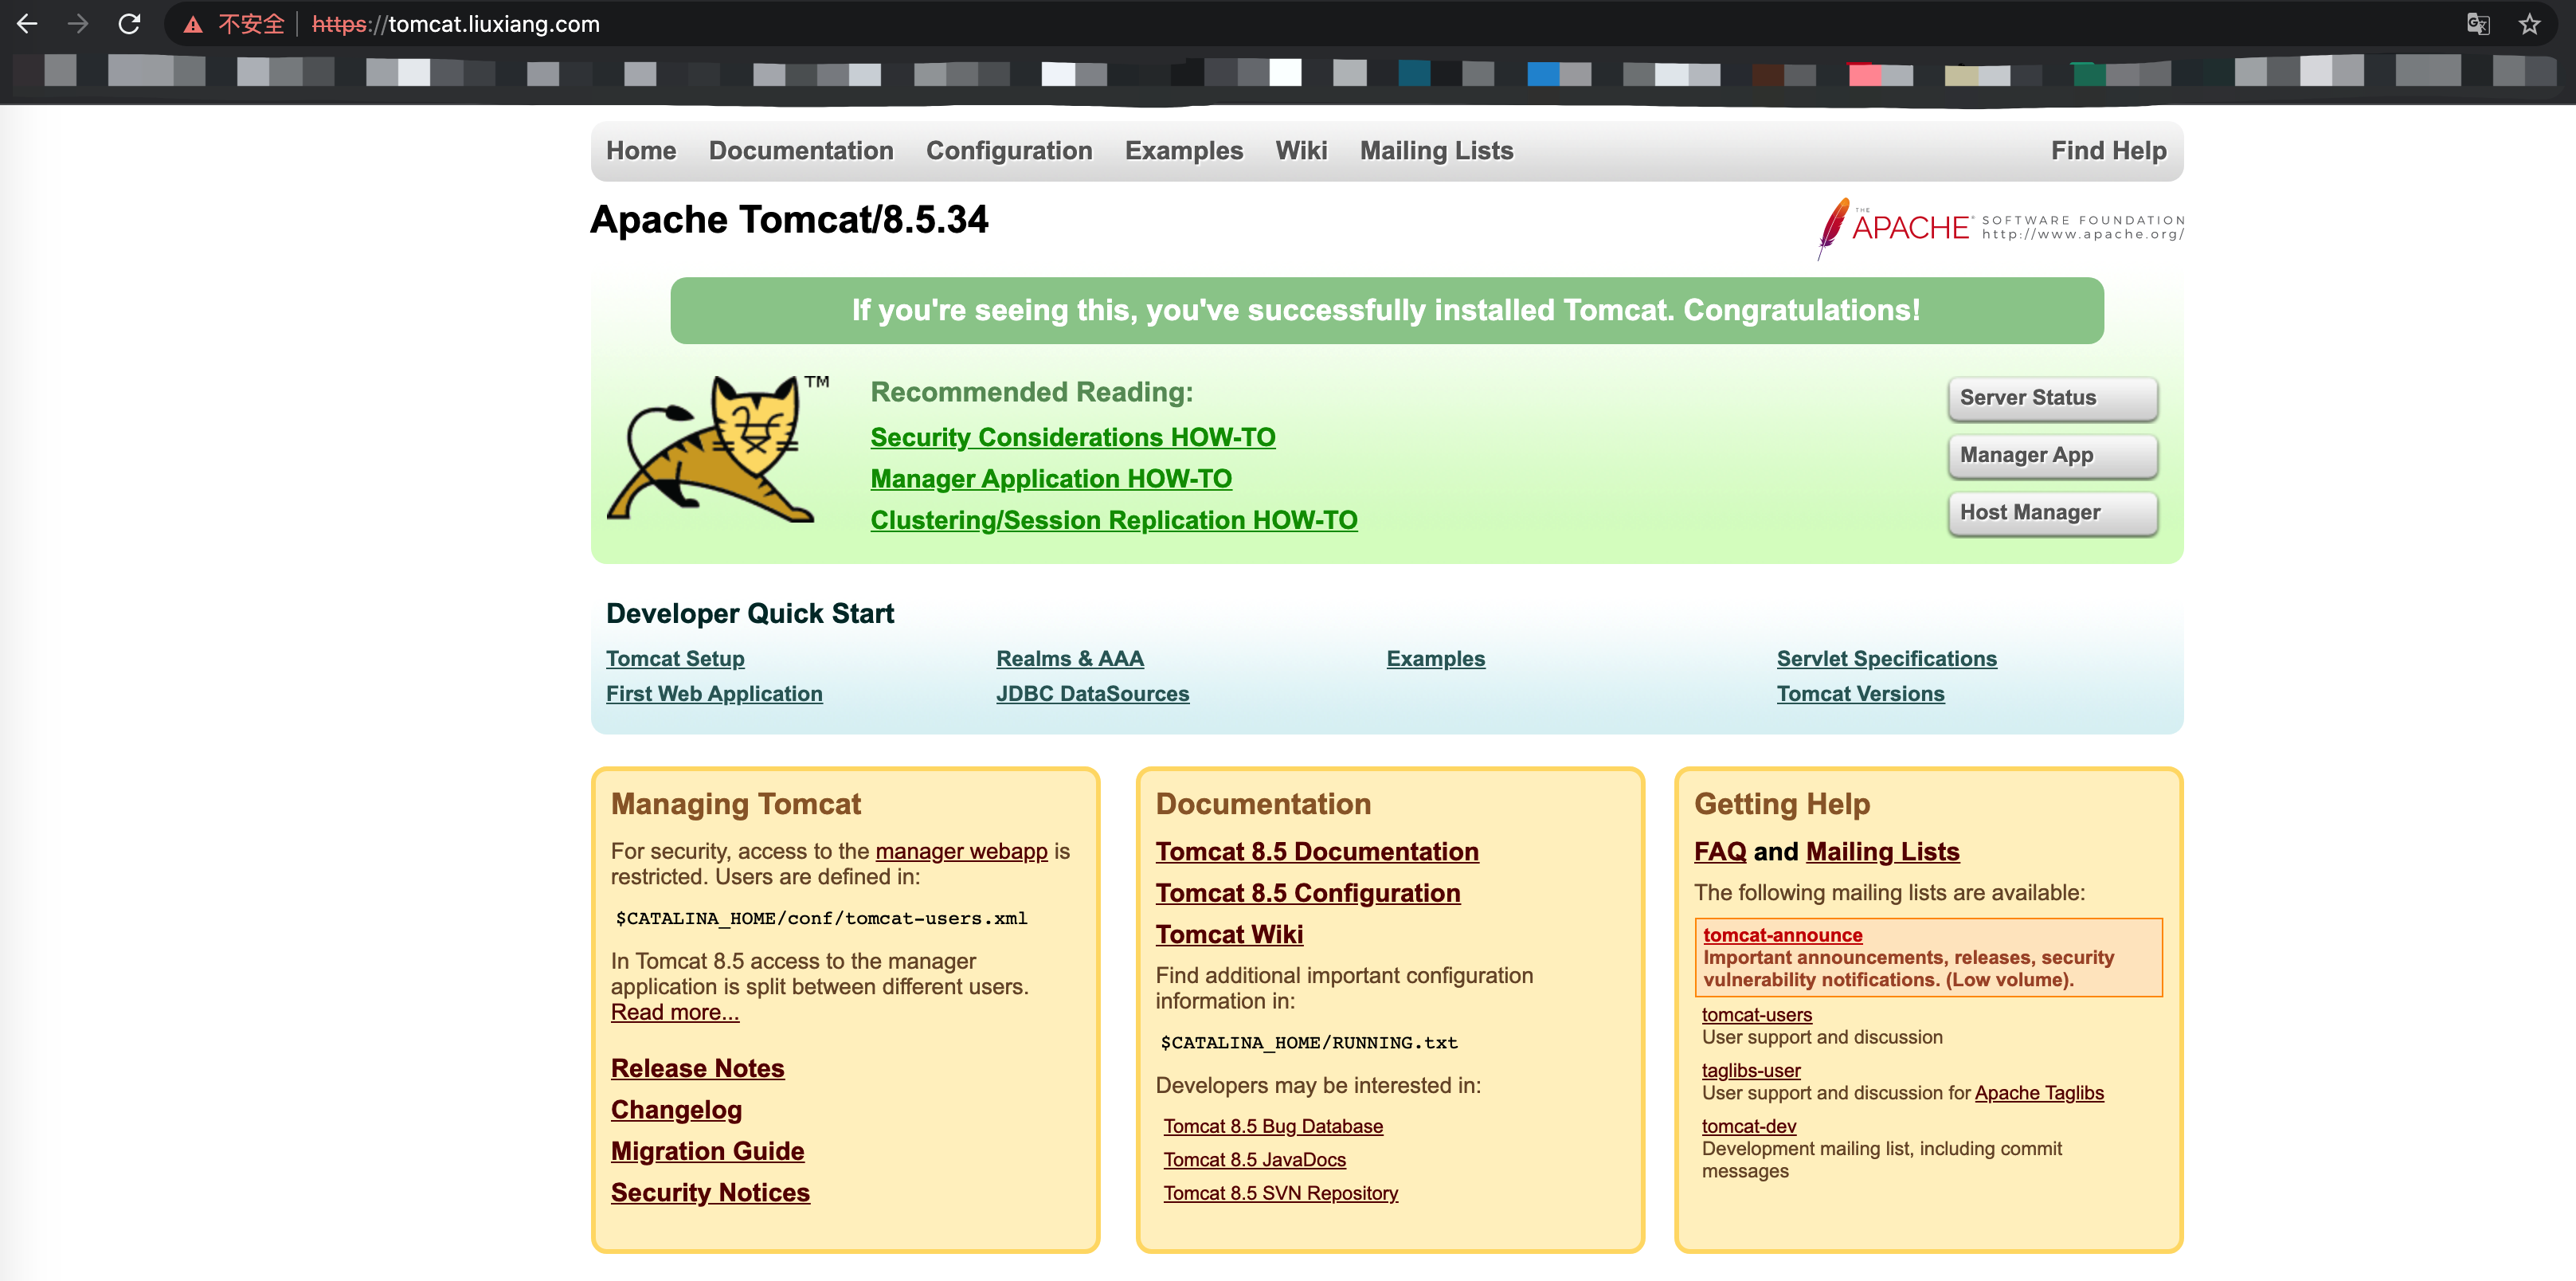 不安全 https://tomcat.liuxiang.com
Home Documentation Configuration Examples Wiki Mailing Lists Find Help
Apache Tomcat/8.5.34
THE APACHE® SOFTWARE FOUNDATION
http://www.apache.org/
If you're seeing this, you've successfully installed Tomcat. Congratulations!
TM
Recommended Reading:
Security Considerations HOW-TO
Manager Application HOW-TO
Clustering/Session Replication HOW-TO
Server Status
Manager App
Host Manager
Developer Quick Start
Tomcat Setup
First Web Application
Realms & AAA
JDBC DataSources
Examples
Servlet Specifications
Tomcat Versions
Managing Tomcat
For security, access to the manager webapp is
restricted. Users are defined in:
$CATALINA_HOME/conf/tomcat-users.xml
In Tomcat 8.5 access to the manager
application is split between different users.
Read more...
Release Notes
Changelog
Migration Guide
Security Notices
Documentation
Tomcat 8.5 Documentation
Tomcat 8.5 Configuration
Tomcat Wiki
Find additional important configuration
information in:
$CATALINA_HOME/RUNNING.txt
Developers may be interested in:
Tomcat 8.5 Bug Database
Tomcat 8.5 JavaDocs
Tomcat 8.5 SVN Repository
Getting Help
FAQ and Mailing Lists
The following mailing lists are available:
tomcat-announce
Important announcements, releases, security
vulnerability notifications. (Low volume).
tomcat-users
User support and discussion
taglibs-user
User support and discussion for Apache Taglibs
tomcat-dev
Development mailing list, including commit
messages